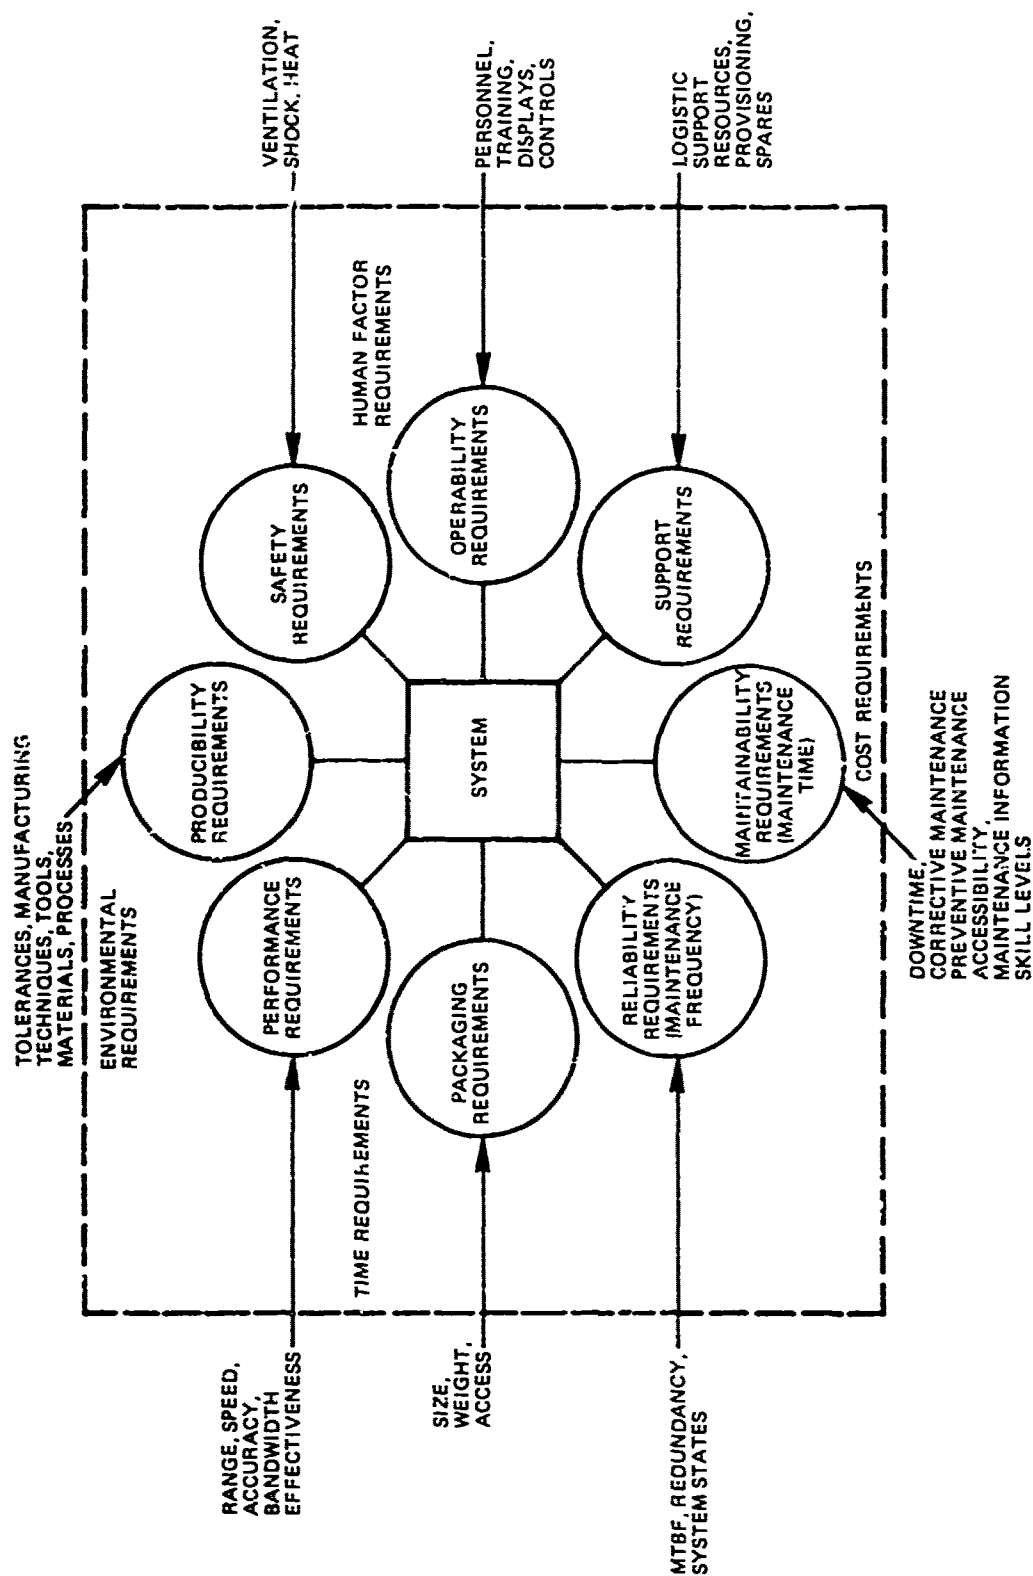 TOLERANCES, MANUFACTURING
TECHNIQUES, TOOLS,
MATERIALS, PROCESSES
ENVIRONMENTAL
REQUIREMENTS
RANGE, SPEED,
ACCURACY,
BANDWIDTH
EFFECTIVENESS
PERFORMANCE
REQUIREMENTS
PRODUCIBILITY
REQUIREMENTS
SAFETY
REQUIREMENTS
VENTILATION,
SHOCK, HEAT
TIME REQUIREMENTS
HUMAN FACTOR
REQUIREMENTS
SIZE,
WEIGHT,
ACCESS
PACKAGING
REQUIREMENTS
SYSTEM
OPERABILITY
REQUIREMENTS
PERSONNEL,
TRAINING,
DISPLAYS,
CONTROLS
MTBF, REDUNDANCY,
SYSTEM STATES
RELIABILITY
REQUIREMENTS
(MAINTENANCE
FREQUENCY)
MAINTAINABILITY
REQUIREMENTS
(MAINTENANCE
TIME)
SUPPORT
REQUIREMENTS
LOGISTIC
SUPPORT
RESOURCES,
PROVISIONING,
SPARES
COST REQUIREMENTS
DOWNTIME,
CORRECTIVE MAINTENANCE
PREVENTIVE MAINTENANCE
ACCESSIBILITY,
MAINTENANCE INFORMATION
SKILL LEVELS